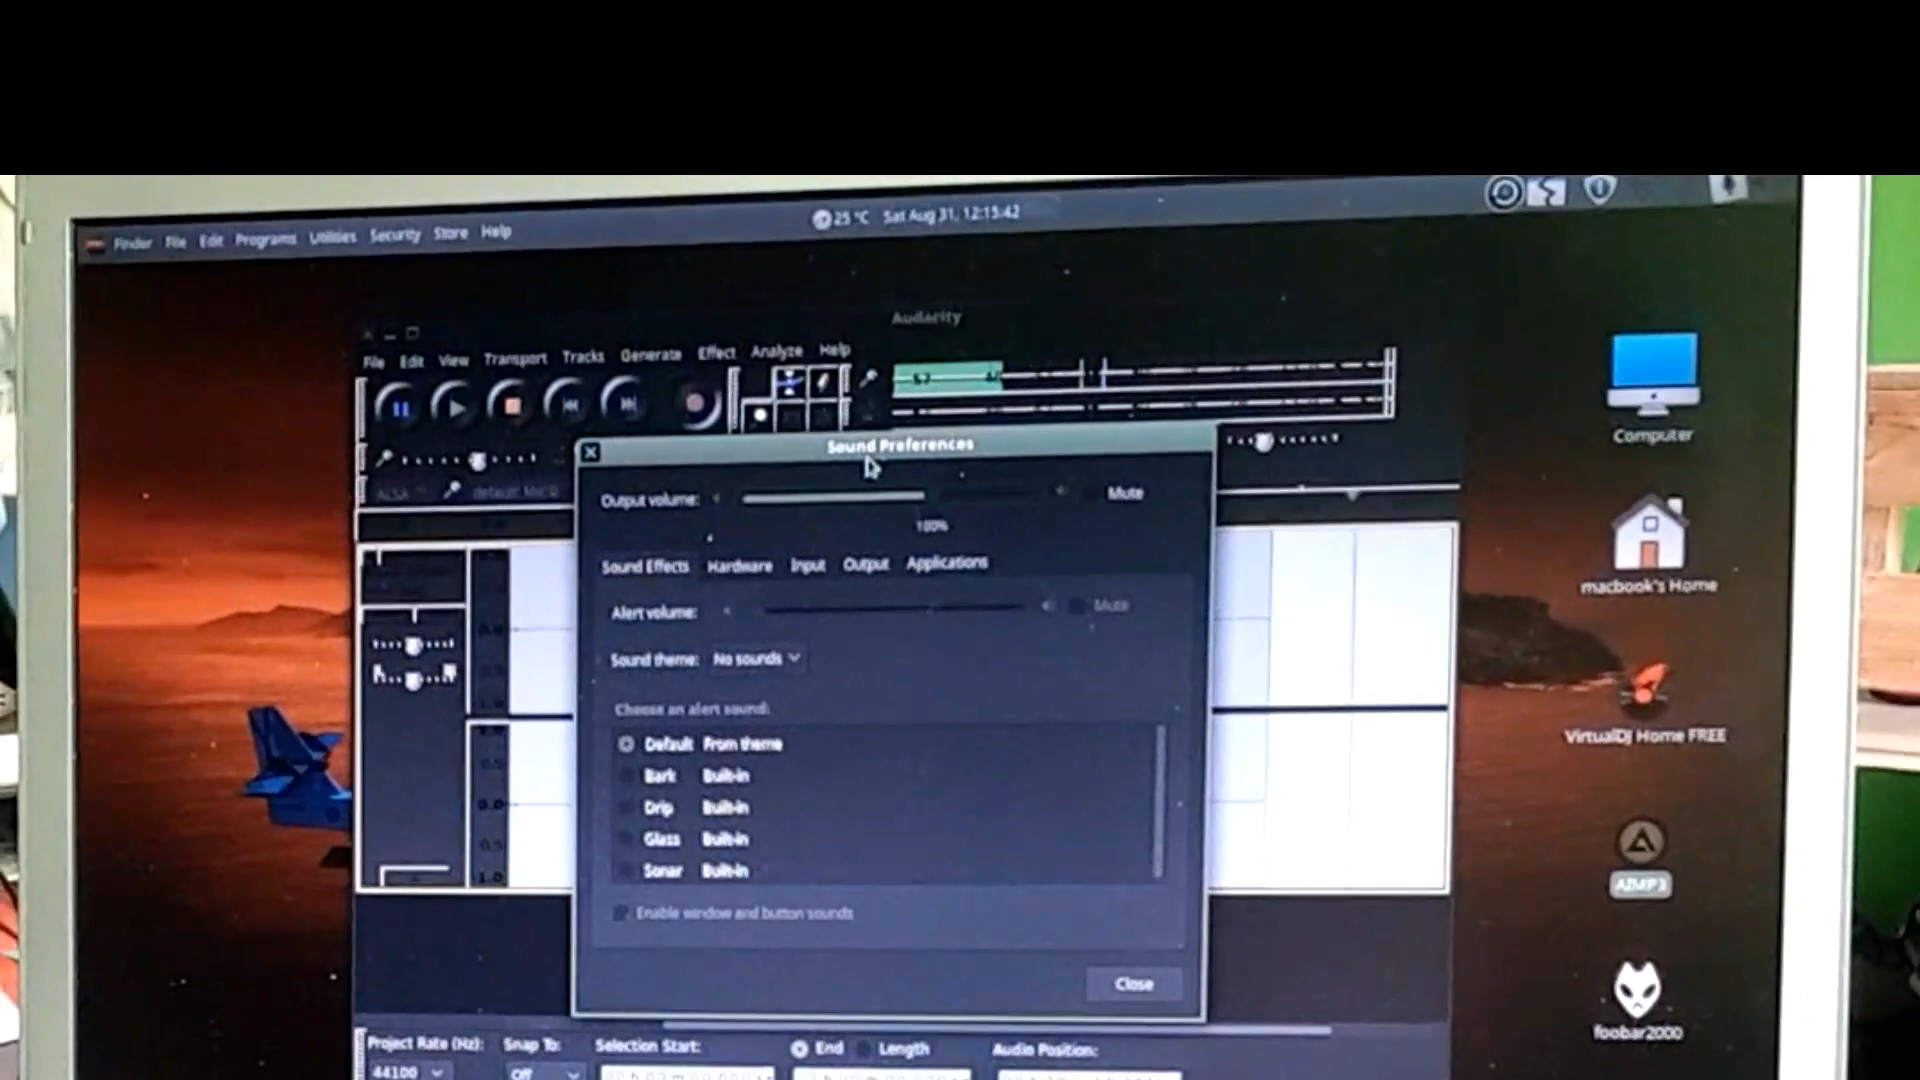 Finder File Edit Programs Utilities Security Store Help
25 °C Sat Aug 31, 12:15:42
Audacity
File Edit View Transport Tracks Generate Effect Analyze Help
Sound Preferences
Output volume: Mute
100%
Sound Effects Hardware Input Output Applications
Alert volume: Mute
Sound theme: No sounds
Choose an alert sound:
Default From theme
Bark Built-in
Drip Built-in
Glass Built-in
Sonar Built-in
Enable window and button sounds
Close
ALSA
Project Rate (Hz): Snap To: Selection Start: End Length Audio Position:
44100 Off
Computer
macbook's Home
VirtualDJ Home FREE
AIMP3
foobar2000